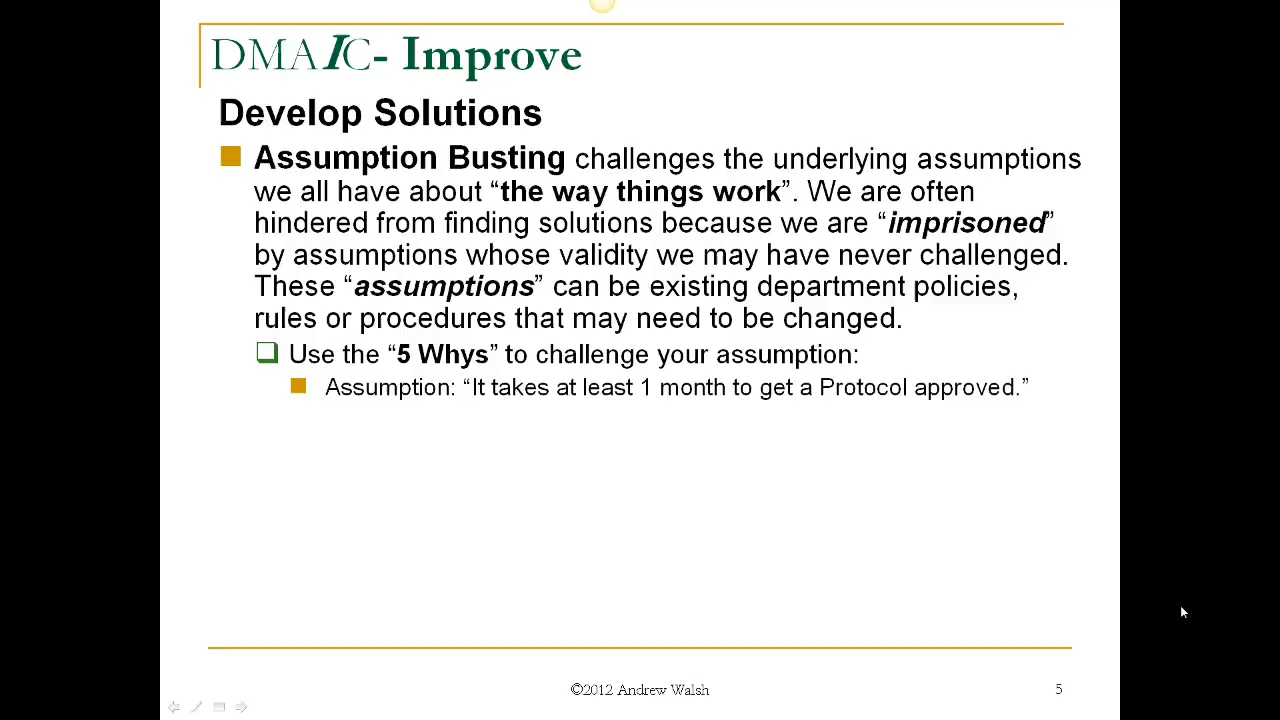 DMAIC- Improve
Develop Solutions
Assumption Busting challenges the underlying assumptions
we all have about “the way things work”. We are often
hindered from finding solutions because we are “imprisoned”
by assumptions whose validity we may have never challenged.
These “assumptions” can be existing department policies,
rules or procedures that may need to be changed.
Use the “5 Whys” to challenge your assumption:
Assumption: “It takes at least 1 month to get a Protocol approved.”
©2012 Andrew Walsh
5